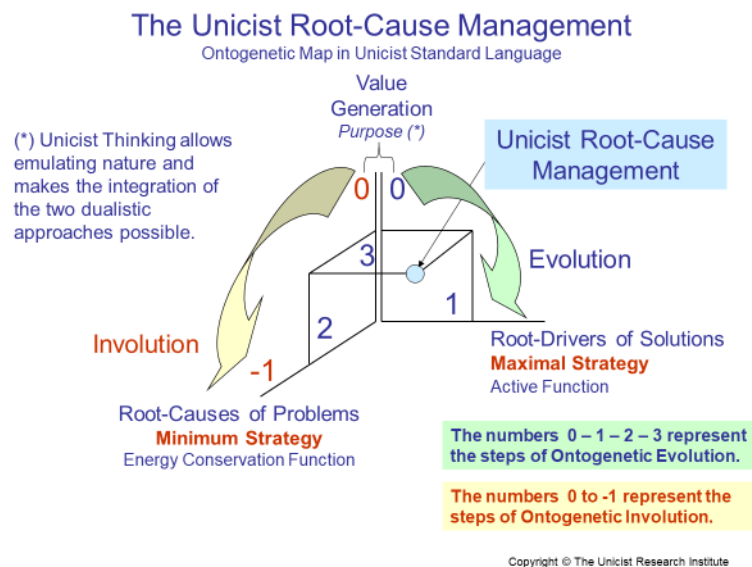 The Unicist Root-Cause Management
Ontogenetic Map in Unicist Standard Language
Value
Generation
Purpose (*)
(*) Unicist Thinking allows
emulating nature and
makes the integration of
the two dualistic
approaches possible.
Unicist Root-Cause
Management
0 0
3
Evolution
1
2
Involution
-1
Root-Drivers of Solutions
Maximal Strategy
Active Function
Root-Causes of Problems
Minimum Strategy
Energy Conservation Function
The numbers 0 – 1 – 2 – 3 represent
the steps of Ontogenetic Evolution.
The numbers 0 to -1 represent the
steps of Ontogenetic Involution.
Copyright © The Unicist Research Institute